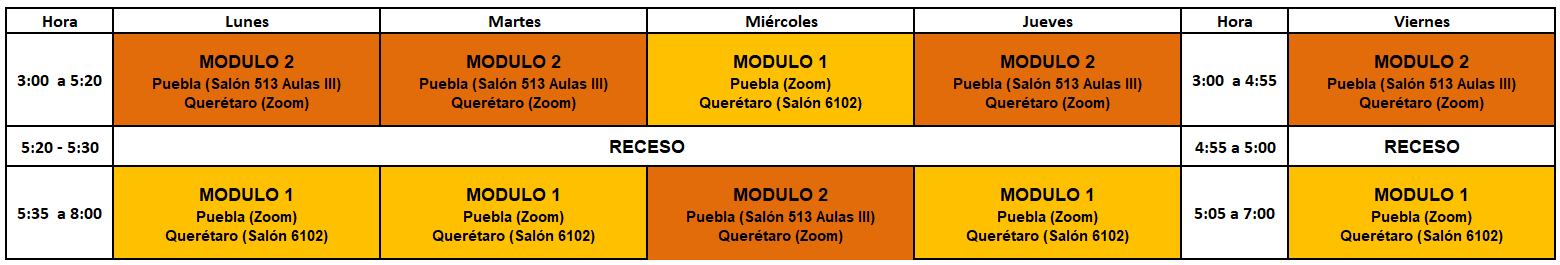 Hora Lunes Martes Miércoles Jueves Hora Viernes
3:00 a 5:20
MODULO 2
Puebla (Salón 513 Aulas III)
Querétaro (Zoom)
MODULO 2
Puebla (Salón 513 Aulas III)
Querétaro (Zoom)
MODULO 1
Puebla (Zoom)
Querétaro (Salón 6102)
MODULO 2
Puebla (Salón 513 Aulas III)
Querétaro (Zoom)
3:00 a 4:55
MODULO 2
Puebla (Salón 513 Aulas III)
Querétaro (Zoom)
5:20 - 5:30 RECESO 4:55 a 5:00 RECESO
5:35 a 8:00
MODULO 1
Puebla (Zoom)
Querétaro (Salón 6102)
MODULO 1
Puebla (Zoom)
Querétaro (Salón 6102)
MODULO 2
Puebla (Salón 513 Aulas III)
Querétaro (Zoom)
MODULO 1
Puebla (Zoom)
Querétaro (Salón 6102)
5:05 a 7:00
MODULO 1
Puebla (Zoom)
Querétaro (Salón 6102)